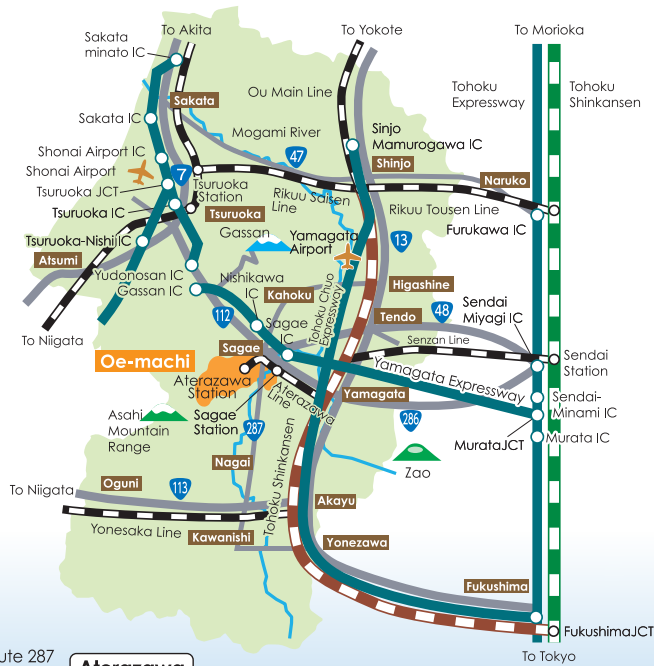 To Akita
To Yokote
To Morioka
Sakata
minato IC
Ou Main Line
Tohoku
Expressway
Tohoku
Shinkansen
Sakata
Sakata IC
Mogami River
Sinjo
Mamurogawa IC
Shonai Airport IC
Shonai Airport
47
Shinjo
7
Tsuruoka JCT
Tsuruoka
Station
Naruko
Rikuu Saisen
Line
Tsuruoka IC
Tsuruoka
Rikuu Tousen Line
Furukawa IC
Gassan
Yamagata
Airport
13
Tsuruoka-Nishi IC
Atsumi
Yudonosan IC
Gassan IC
Nishikawa
IC
Kahoku
Higashine
Tohoku Chuo
Expressway
48
Sendai
Miyagi IC
112
Tendo
Sagae
IC
Senzan Line
To Niigata
Sagae
Sendai
Station
Oe-machi
Yamagata Expressway
Aterazawa
Station
Aterazawa
Line
Yamagata
Sendai-
Minami IC
Asahi
Mountain
Range
Sagae
Station
286
MurataJCT
Murata IC
287
Zao
Nagai
Tohoku Shinkansen
To Niigata
Oguni
113
Akayu
Yonesaka Line
Kawanishi
Yonezawa
Fukushima
FukushimaJCT
To Tokyo
ute 287
Aterazawa